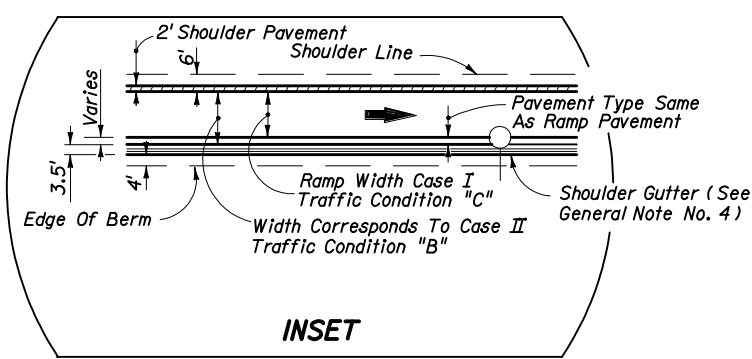 2' Shoulder Pavement
6'
Shoulder Line
Varies
Pavement Type Same
As Ramp Pavement
3.5'
4'
Ramp Width Case I
Traffic Condition "C"
Shoulder Gutter (See
General Note No. 4)
Edge Of Berm
Width Corresponds To Case II
Traffic Condition "B"
INSET